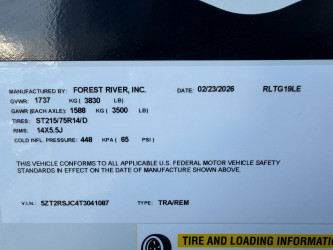 MANUFACTURED BY: FOREST RIVER, INC. DATE: 02/23/2026 RLTG19LE
GVWR: 1737 KG ( 3830 LB)
GAWR (EACH AXLE): 1588 KG ( 3500 LB)
TIRES: ST215/75R14/D
RIMS: 14X5.5J
COLD INFL. PRESSURE: 448 KPA ( 65 PSI)
THIS VEHICLE CONFORMS TO ALL APPLICABLE U.S. FEDERAL MOTOR VEHICLE SAFETY
STANDARDS IN EFFECT ON THE DATE OF MANUFACTURE SHOWN ABOVE.
V.I.N.: 5ZT2RSJC4T3041087 TYPE: TRA/REM
TIRE AND LOADING INFORMATION